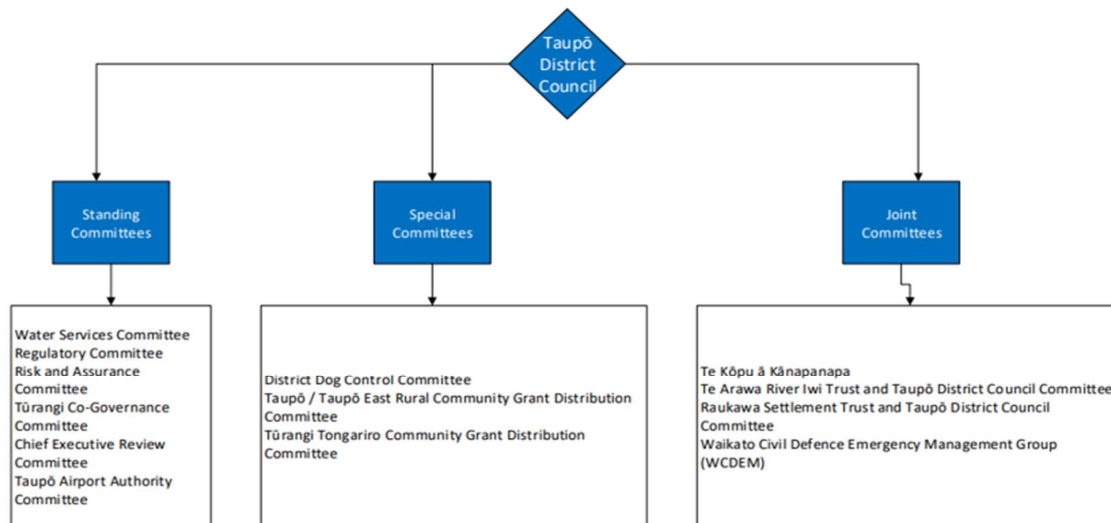 Taupō
District
Council
Standing
Committees
Special
Committees
Joint
Committees
Water Services Committee
Regulatory Committee
Risk and Assurance
Committee
Tūrangi Co-Governance
Committee
Chief Executive Review
Committee
Taupō Airport Authority
Committee
District Dog Control Committee
Taupō / Taupō East Rural Community Grant Distribution
Committee
Tūrangi Tongariro Community Grant Distribution
Committee
Te Kōpu ā Kānapanapa
Te Arawa River Iwi Trust and Taupō District Council Committee
Raukawa Settlement Trust and Taupō District Council
Committee
Waikato Civil Defence Emergency Management Group
(WCDEM)